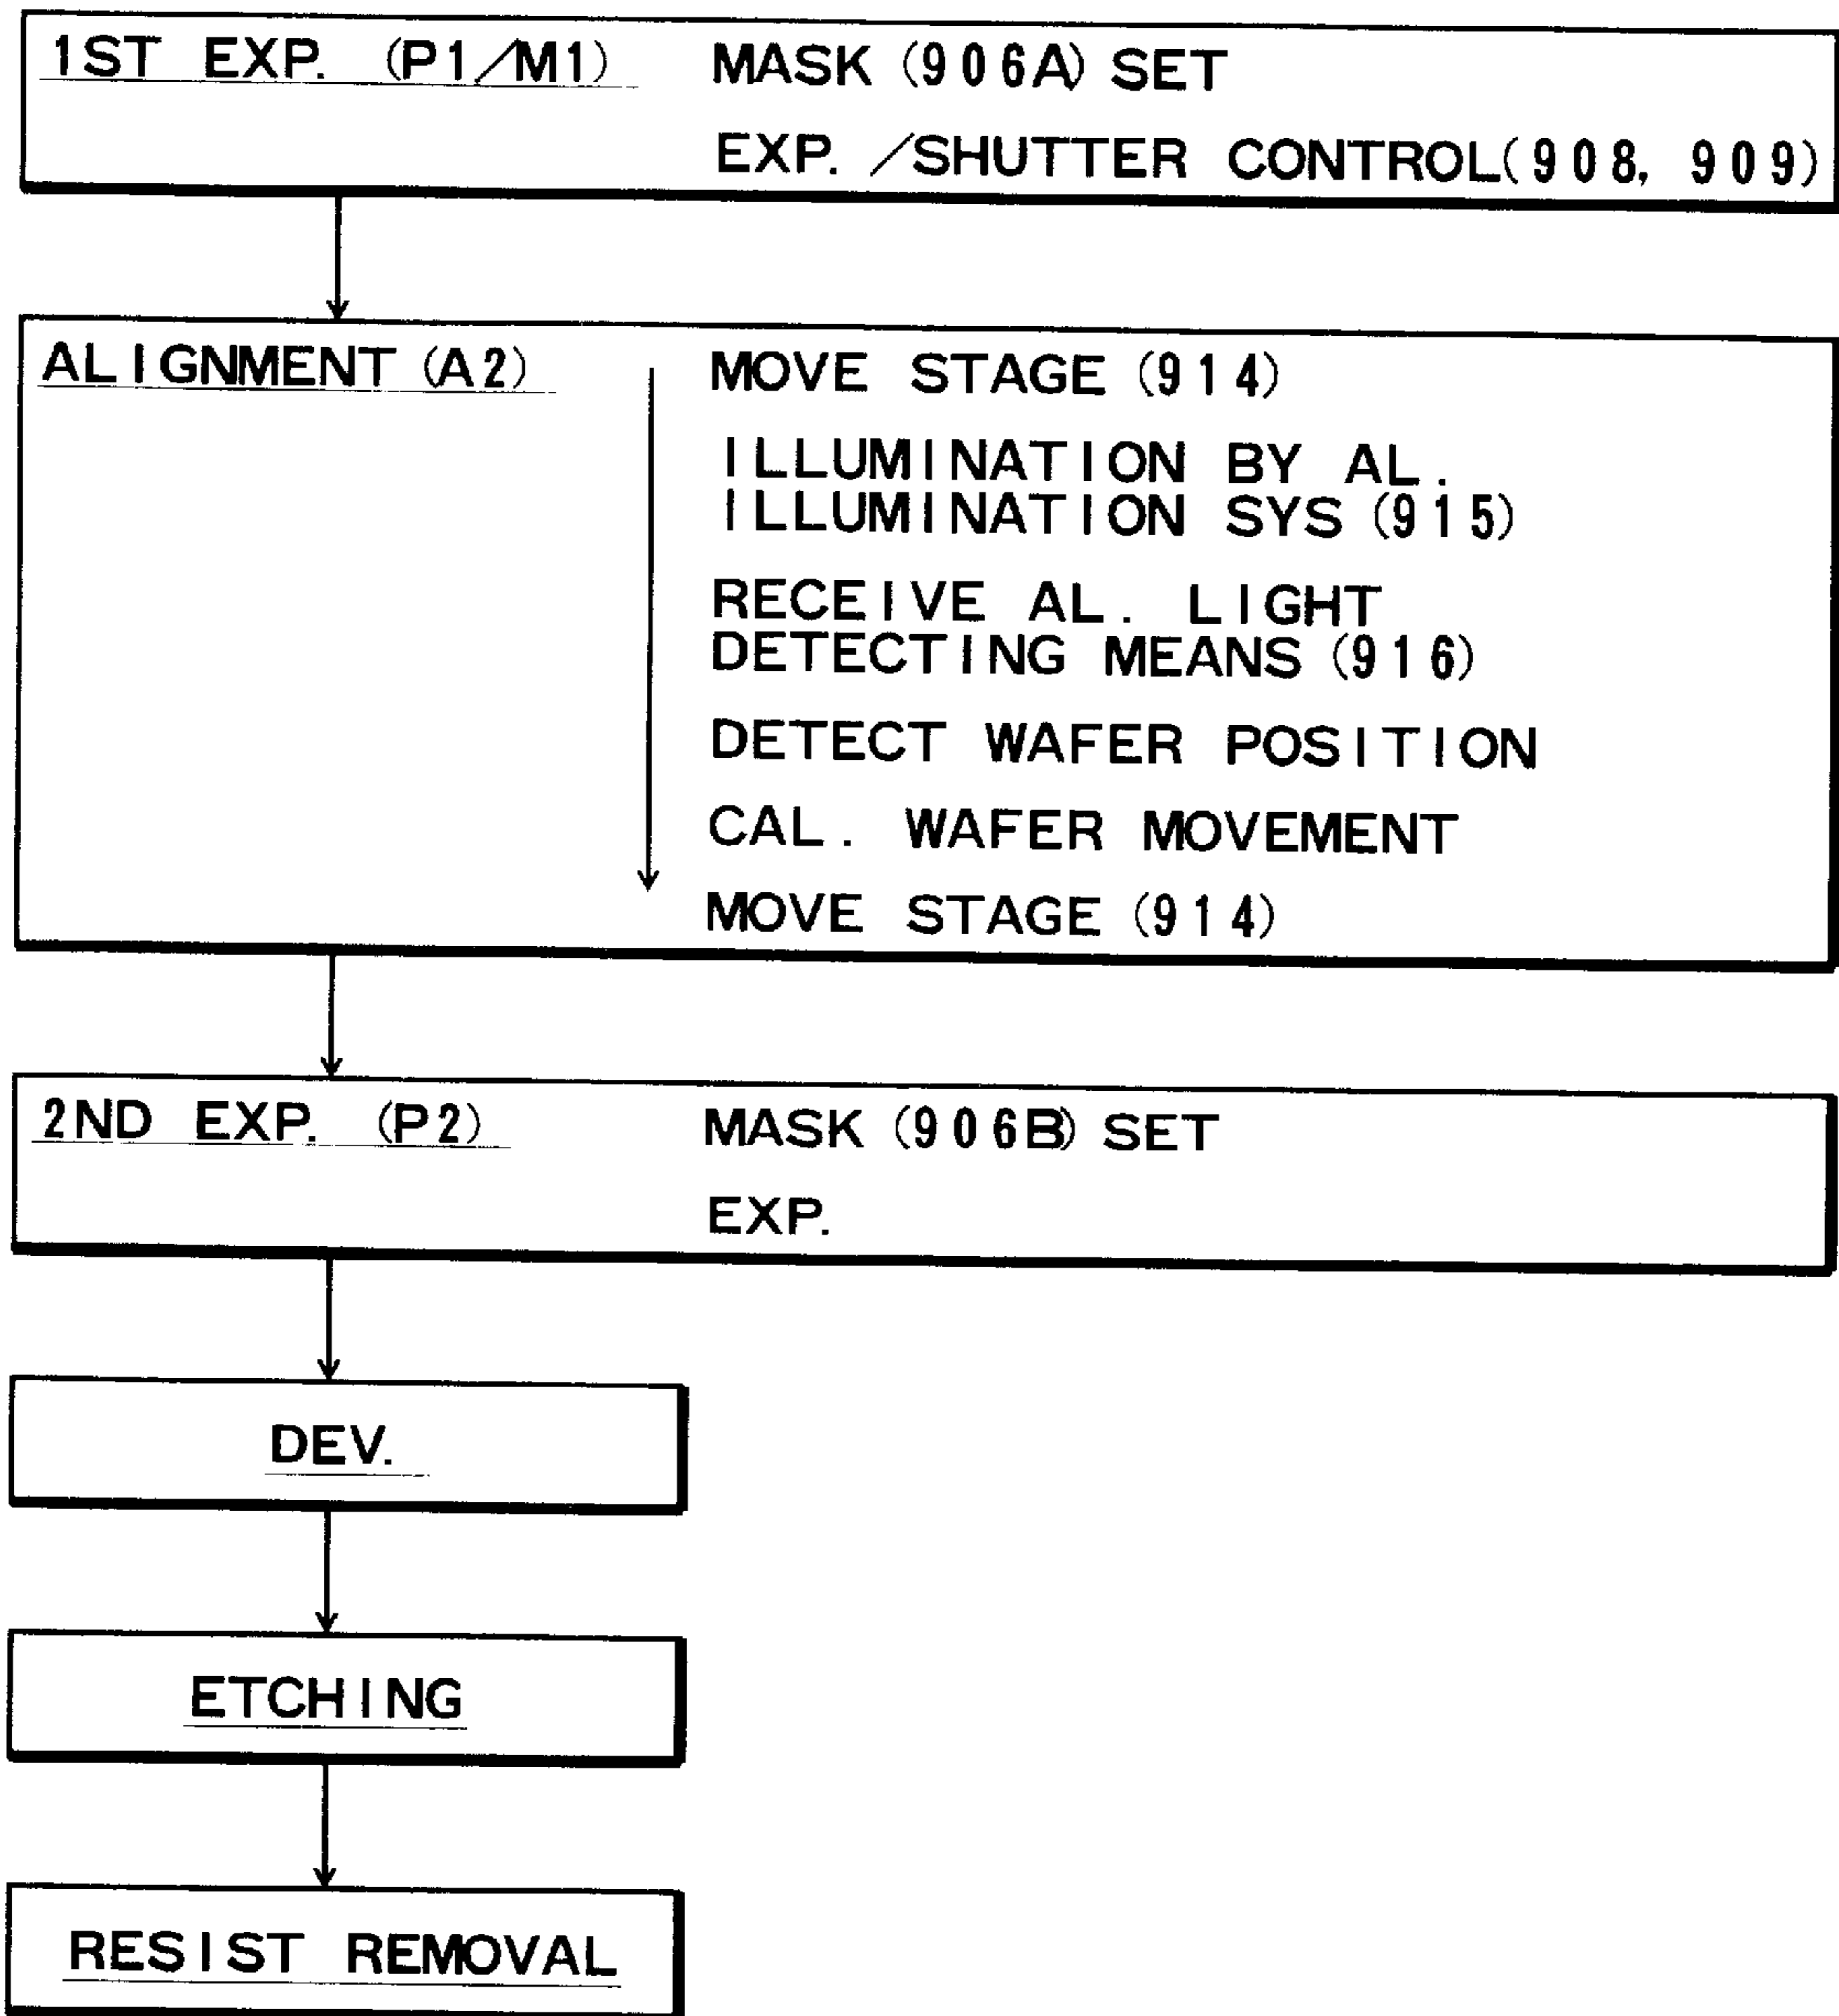 1ST EXP. (P1/M1) MASK (906A) SET
EXP. /SHUTTER CONTROL(908, 909)
ALIGNMENT (A2) MOVE STAGE (914)
ILLUMINATION BY AL.
ILLUMINATION SYS (915)
RECEIVE AL. LIGHT
DETECTING MEANS (916)
DETECT WAFER POSITION
CAL. WAFER MOVEMENT
MOVE STAGE (914)
2ND EXP. (P2) MASK (906B) SET
EXP.
DEV.
ETCHING
RESIST REMOVAL